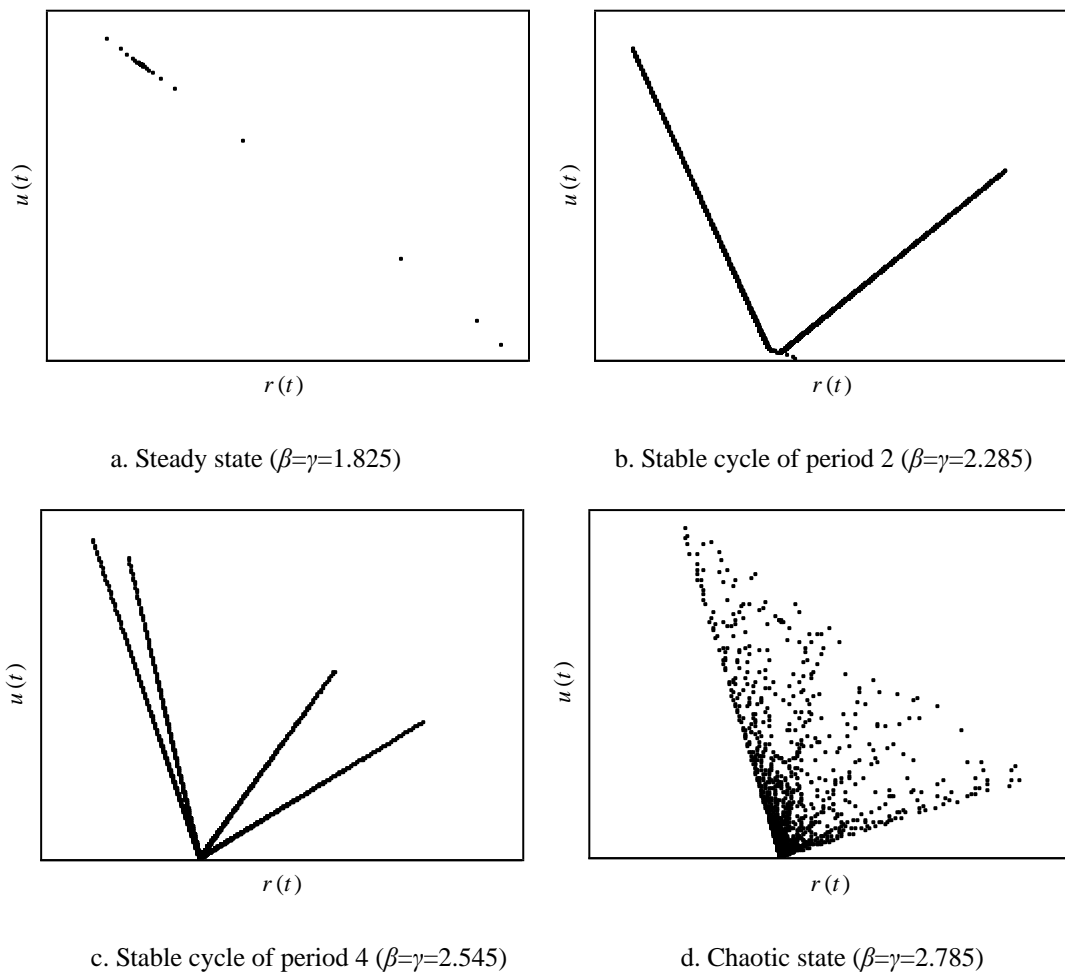 u(t)
r(t)
a. Steady state (β=γ=1.825)
u(t)
r(t)
b. Stable cycle of period 2 (β=γ=2.285)
u(t)
r(t)
c. Stable cycle of period 4 (β=γ=2.545)
u(t)
r(t)
d. Chaotic state (β=γ=2.785)